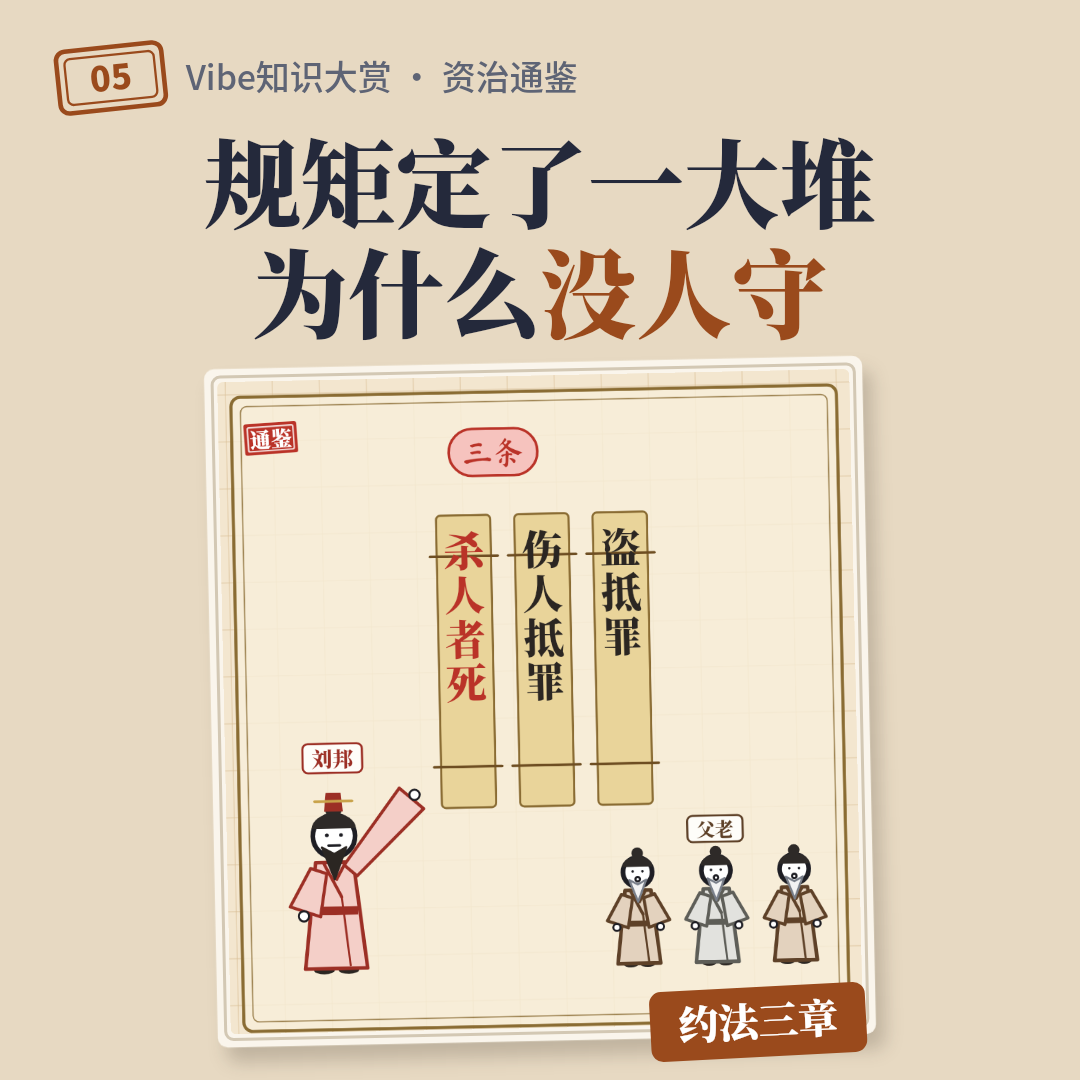 05
Vibe知识大赏 · 资治通鉴
规矩定了一大堆
为什么没人守
通鉴
三条
杀人者死
伤人抵罪
盗抵罪
刘邦
父老
约法三章